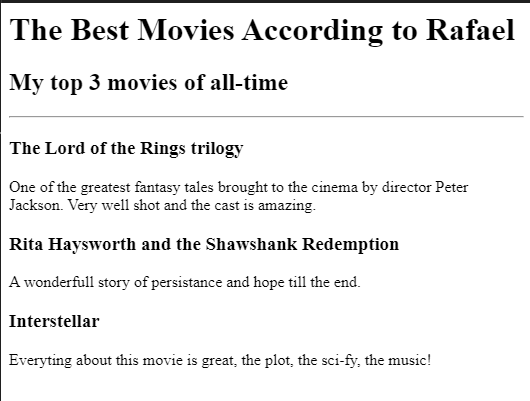 The Best Movies According to Rafael
My top 3 movies of all-time
The Lord of the Rings trilogy
One of the greatest fantasy tales brought to the cinema by director Peter
Jackson. Very well shot and the cast is amazing.
Rita Haysworth and the Shawshank Redemption
A wonderfull story of persistance and hope till the end.
Interstellar
Everyting about this movie is great, the plot, the sci-fy, the music!